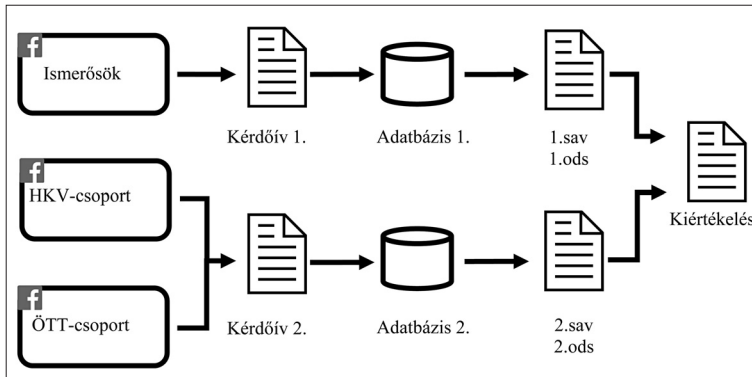 Ismerősök
Kérdőív 1.
Adatbázis 1.
1.sav
1.ods
HKV-csoport
ÖTT-csoport
Kérdőív 2.
Adatbázis 2.
2.sav
2.ods
Kiértékelés